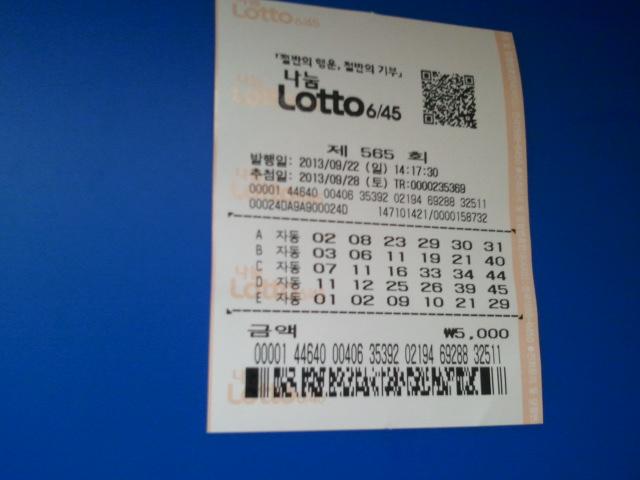 Lotto 6/45
「절반의 행운, 절반의 기부」
나눔
Lotto 6/45
제 565 회
발행일: 2013/09/22 (일) 14:17:30
추첨일: 2013/09/28 (토) TR:0000235369
00001 44640 00406 35392 02194 69288 32511
00024DA9A900024D 147101421/0000158732
A 자동 02 08 23 29 30 31
B 자동 03 06 11 19 21 40
C 자동 07 11 16 33 34 44
D 자동 11 12 25 26 39 45
E 자동 01 02 09 10 21 29
금액 ₩5,000
00001 44640 00406 35392 02194 69288 32511